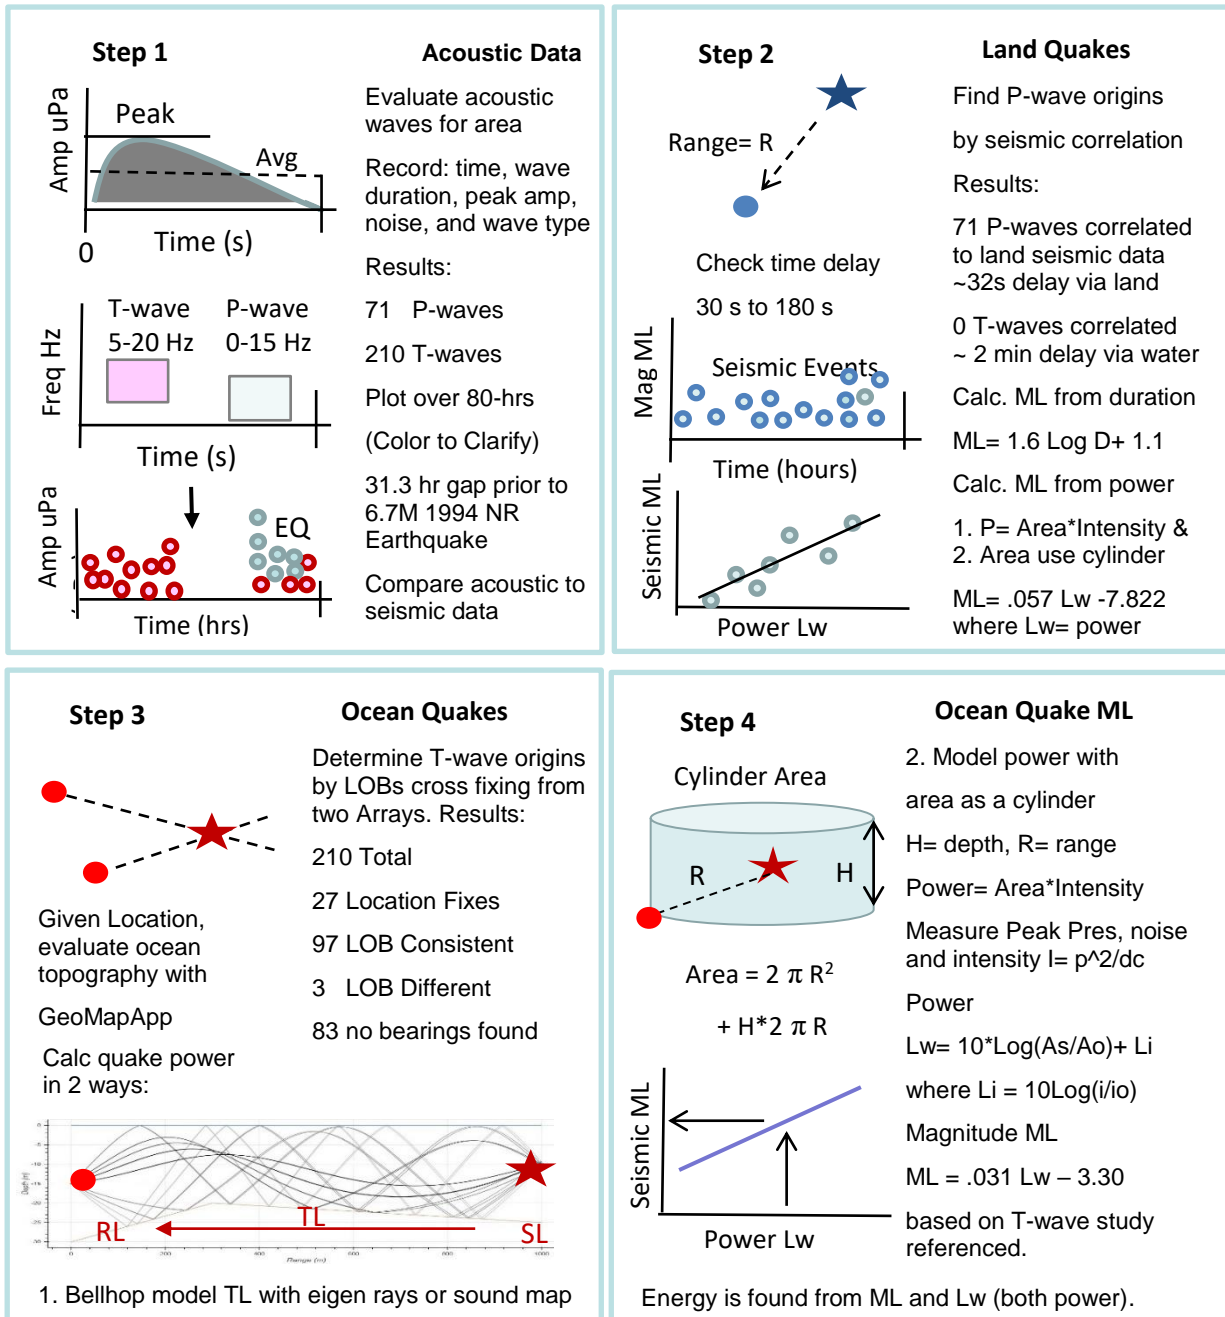 Step 1
Acoustic Data
Amp uPa
Peak
Avg
0
Time (s)
T-wave
5-20 Hz
P-wave
0-15 Hz
Freq Hz
Time (s)
Amp uPa
EQ
Time (hrs)
Evaluate acoustic
waves for area
Record: time, wave
duration, peak amp,
noise, and wave type
Results:
71 P-waves
210 T-waves
Plot over 80-hrs
(Color to Clarify)
31.3 hr gap prior to
6.7M 1994 NR
Earthquake
Compare acoustic to
seismic data
Step 2
Land Quakes
Range= R
Check time delay
30 s to 180 s
Mag ML
Seismic Events
Time (hours)
Seismic ML
Power Lw
Find P-wave origins
by seismic correlation
Results:
71 P-waves correlated
to land seismic data
~32s delay via land
0 T-waves correlated
~ 2 min delay via water
Calc. ML from duration
ML= 1.6 Log D+ 1.1
Calc. ML from power
1. P= Area*Intensity &
2. Area use cylinder
ML= .057 Lw -7.822
where Lw= power
Step 3
Ocean Quakes
Determine T-wave origins
by LOBs cross fixing from
two Arrays. Results:
210 Total
27 Location Fixes
97 LOB Consistent
3 LOB Different
83 no bearings found
Given Location,
evaluate ocean
topography with
GeoMapApp
Calc quake power
in 2 ways:
RL
TL
SL
Range (m)
1. Bellhop model TL with eigen rays or sound map
Step 4
Ocean Quake ML
Cylinder Area
R
H
Area = 2 π R²
+ H*2 π R
Seismic ML
Power Lw
2. Model power with
area as a cylinder
H= depth, R= range
Power= Area*Intensity
Measure Peak Pres, noise
and intensity I= p^2/dc
Power
Lw= 10*Log(As/Ao)+ Li
where Li = 10Log(i/io)
Magnitude ML
ML = .031 Lw – 3.30
based on T-wave study
referenced.
Energy is found from ML and Lw (both power).